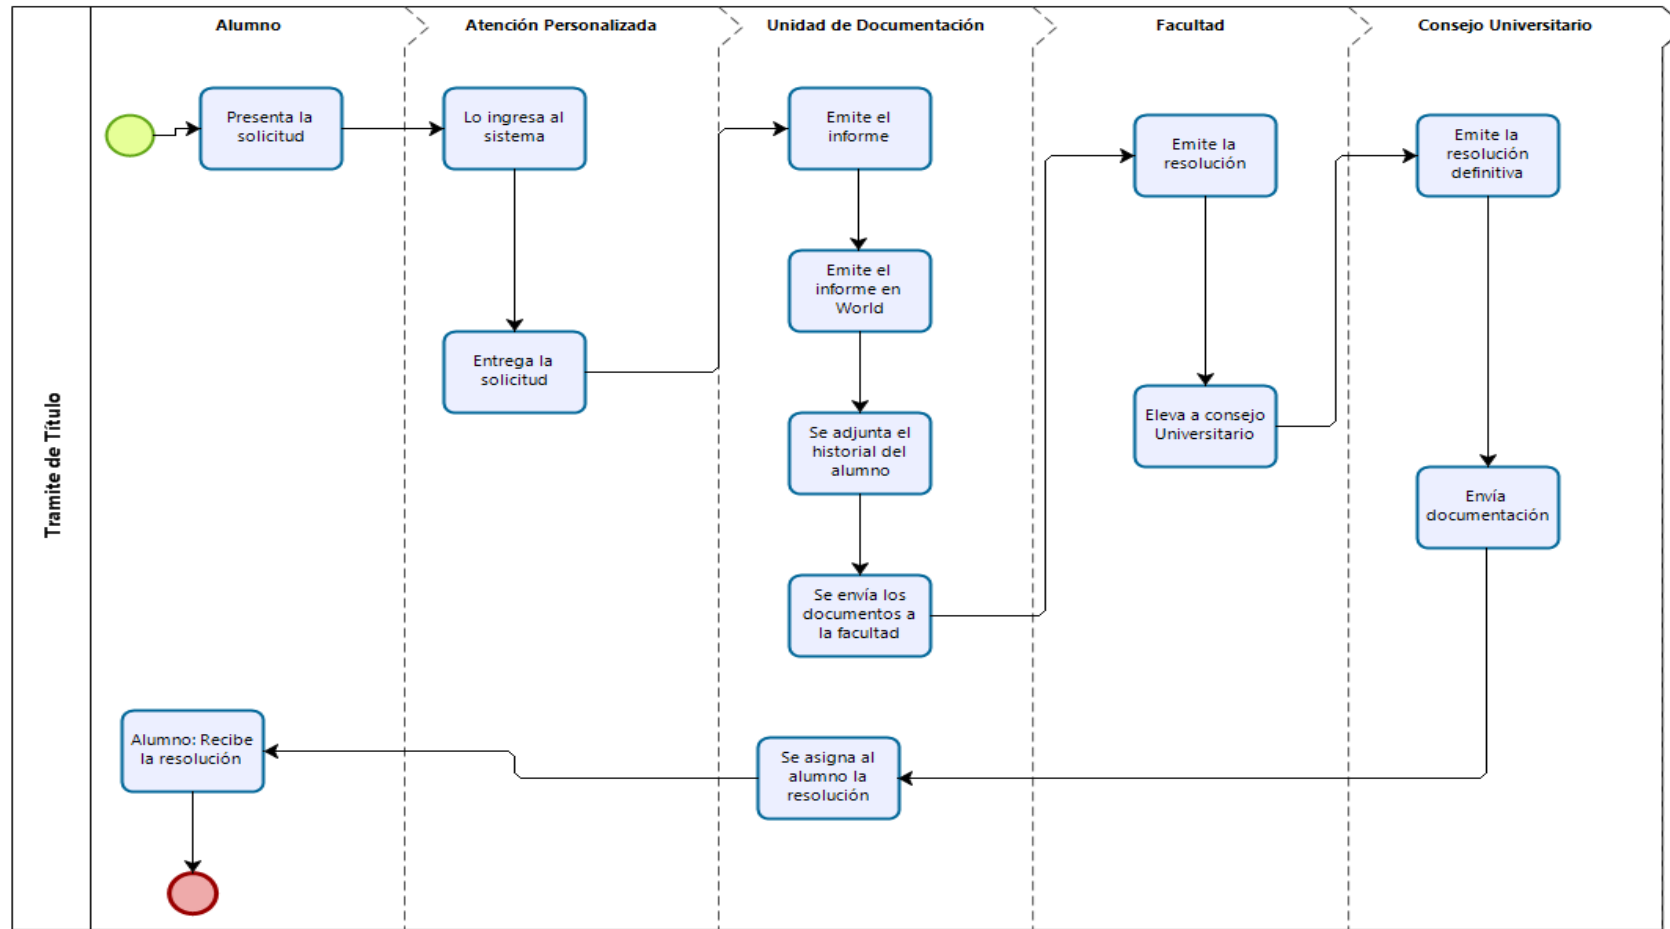 Alumno
Atención Personalizada
Unidad de Documentación
Facultad
Consejo Universitario
Tramite de Título
Presenta la
solicitud
Lo ingresa al
sistema
Entrega la
solicitud
Emite el
informe
Emite el
informe en
World
Se adjunta el
historial del
alumno
Se envía los
documentos a
la facultad
Emite la
resolución
Eleva a consejo
Universitario
Emite la
resolución
definitiva
Envía
documentación
Se asigna al
alumno la
resolución
Alumno: Recibe
la resolución